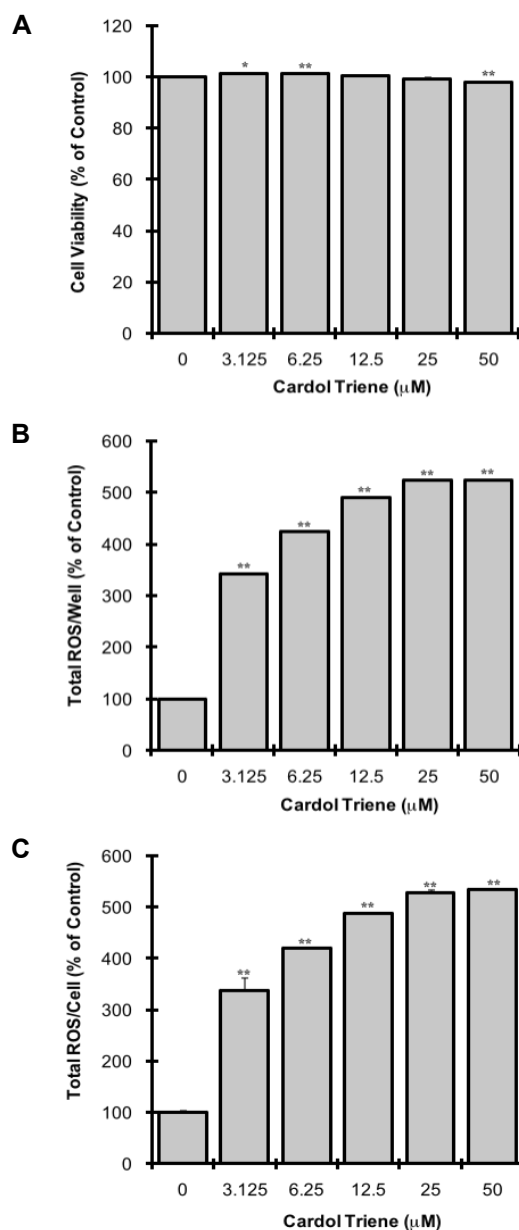 A
Cell Viability (% of Control)
120
100
80
60
40
20
0
*
**
**
0 3.125 6.25 12.5 25 50
Cardol Triene (μM)
B
Total ROS/Well (% of Control)
600
500
400
300
200
100
0
**
**
**
**
**
0 3.125 6.25 12.5 25 50
Cardol Triene (μM)
C
Total ROS/Cell (% of Control)
600
500
400
300
200
100
0
**
**
**
**
**
0 3.125 6.25 12.5 25 50
Cardol Triene (μM)